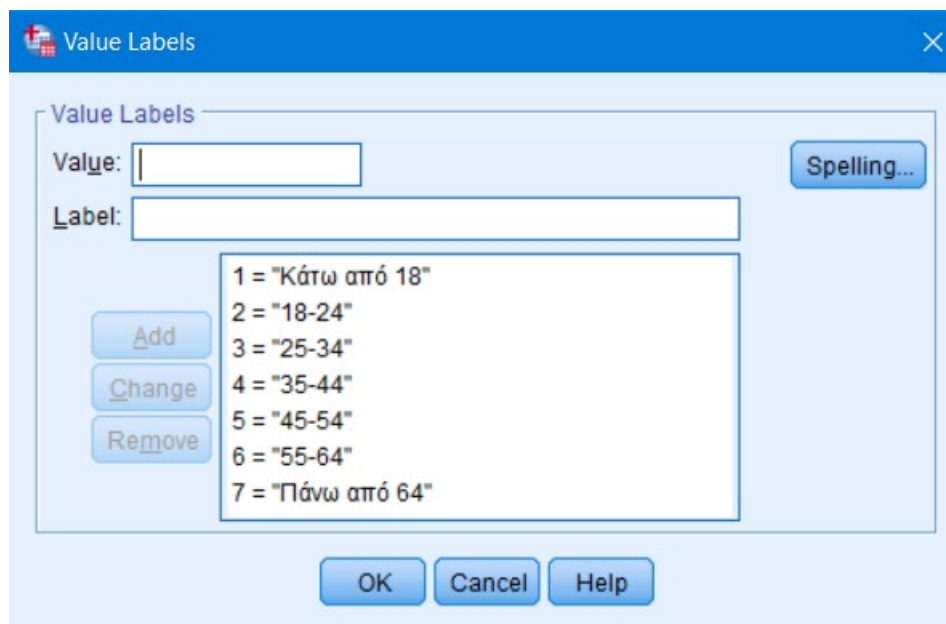 Value Labels
Value Labels
Value:
Spelling...
Label:
1 = "Κάτω από 18"
2 = "18-24"
3 = "25-34"
4 = "35-44"
5 = "45-54"
6 = "55-64"
7 = "Πάνω από 64"
Add
Change
Remove
OK Cancel Help